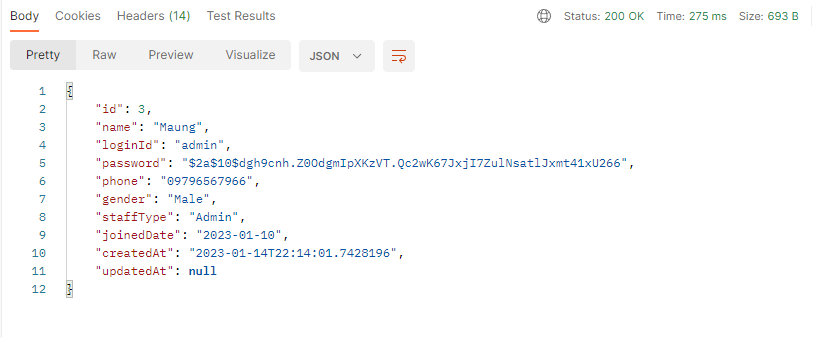 Body Cookies Headers (14) Test Results Status: 200 OK Time: 275 ms Size: 693 B
Pretty Raw Preview Visualize JSON
1 {
2 "id": 3,
3 "name": "Maung",
4 "loginId": "admin",
5 "password": "$2a$10$dgh9cnh.Z0OdgmIpXKzVT.Qc2wK67JxjI7ZulNsatlJxmt41xU266",
6 "phone": "09796567966",
7 "gender": "Male",
8 "staffType": "Admin",
9 "joinedDate": "2023-01-10",
10 "createdAt": "2023-01-14T22:14:01.7428196",
11 "updatedAt": null
12 }